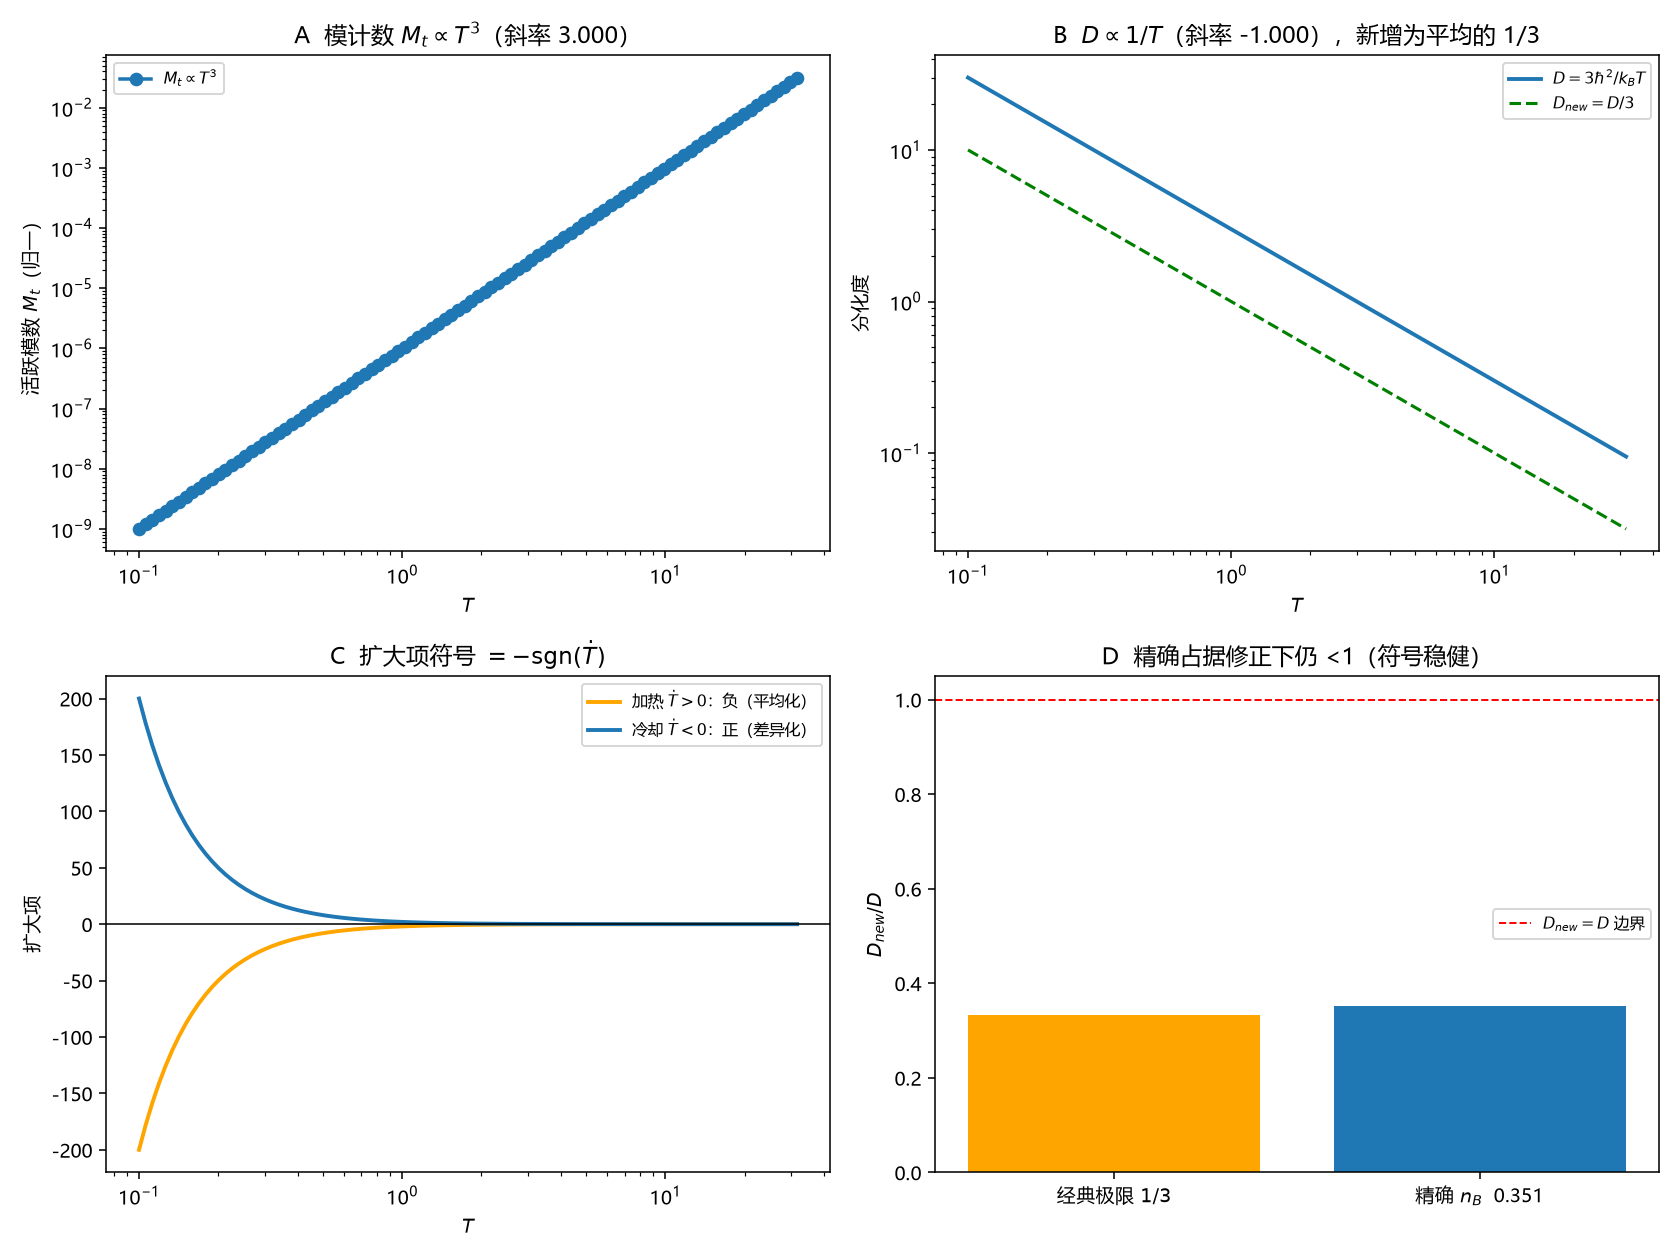 A 模计数 $M_t \propto T^3$（斜率 3.000）
$M_t \propto T^3$
活跃模数 $M_t$（归一）
$10^{-2}$
$10^{-3}$
$10^{-4}$
$10^{-5}$
$10^{-6}$
$10^{-7}$
$10^{-8}$
$10^{-9}$
$10^{-1}$ $10^0$ $10^1$
$T$
B $D \propto 1/T$（斜率 -1.000），新增为平均的 1/3
$D = 3\hbar^2/k_BT$
$D_{new} = D/3$
分化度
$10^1$
$10^0$
$10^{-1}$
$10^{-1}$ $10^0$ $10^1$
$T$
C 扩大项符号 $= -\mathrm{sgn}(\dot{T})$
加热 $\dot{T} > 0$：负（平均化）
冷却 $\dot{T} < 0$：正（差异化）
扩大项
200
150
100
50
0
-50
-100
-150
-200
$10^{-1}$ $10^0$ $10^1$
$T$
D 精确占据修正下仍 <1（符号稳健）
$D_{new} = D$ 边界
$D_{new}/D$
1.0
0.8
0.6
0.4
0.2
0.0
经典极限 1/3
精确 $n_B$ 0.351